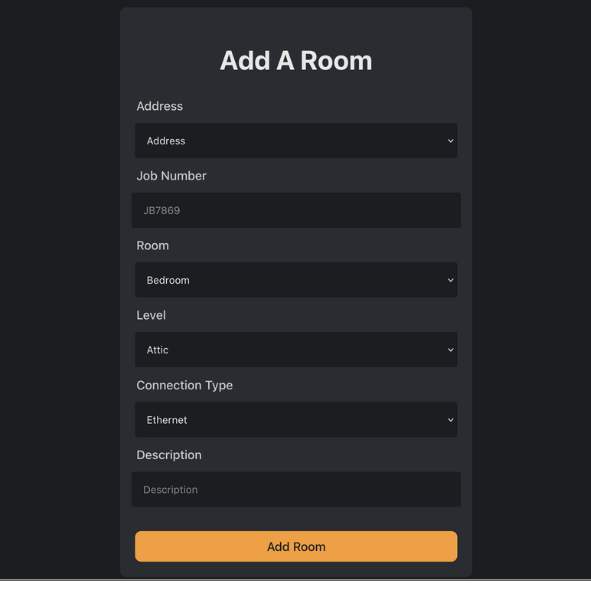 Add A Room
Address
Address
Job Number
JB7869
Room
Bedroom
Level
Attic
Connection Type
Ethernet
Description
Description
Add Room